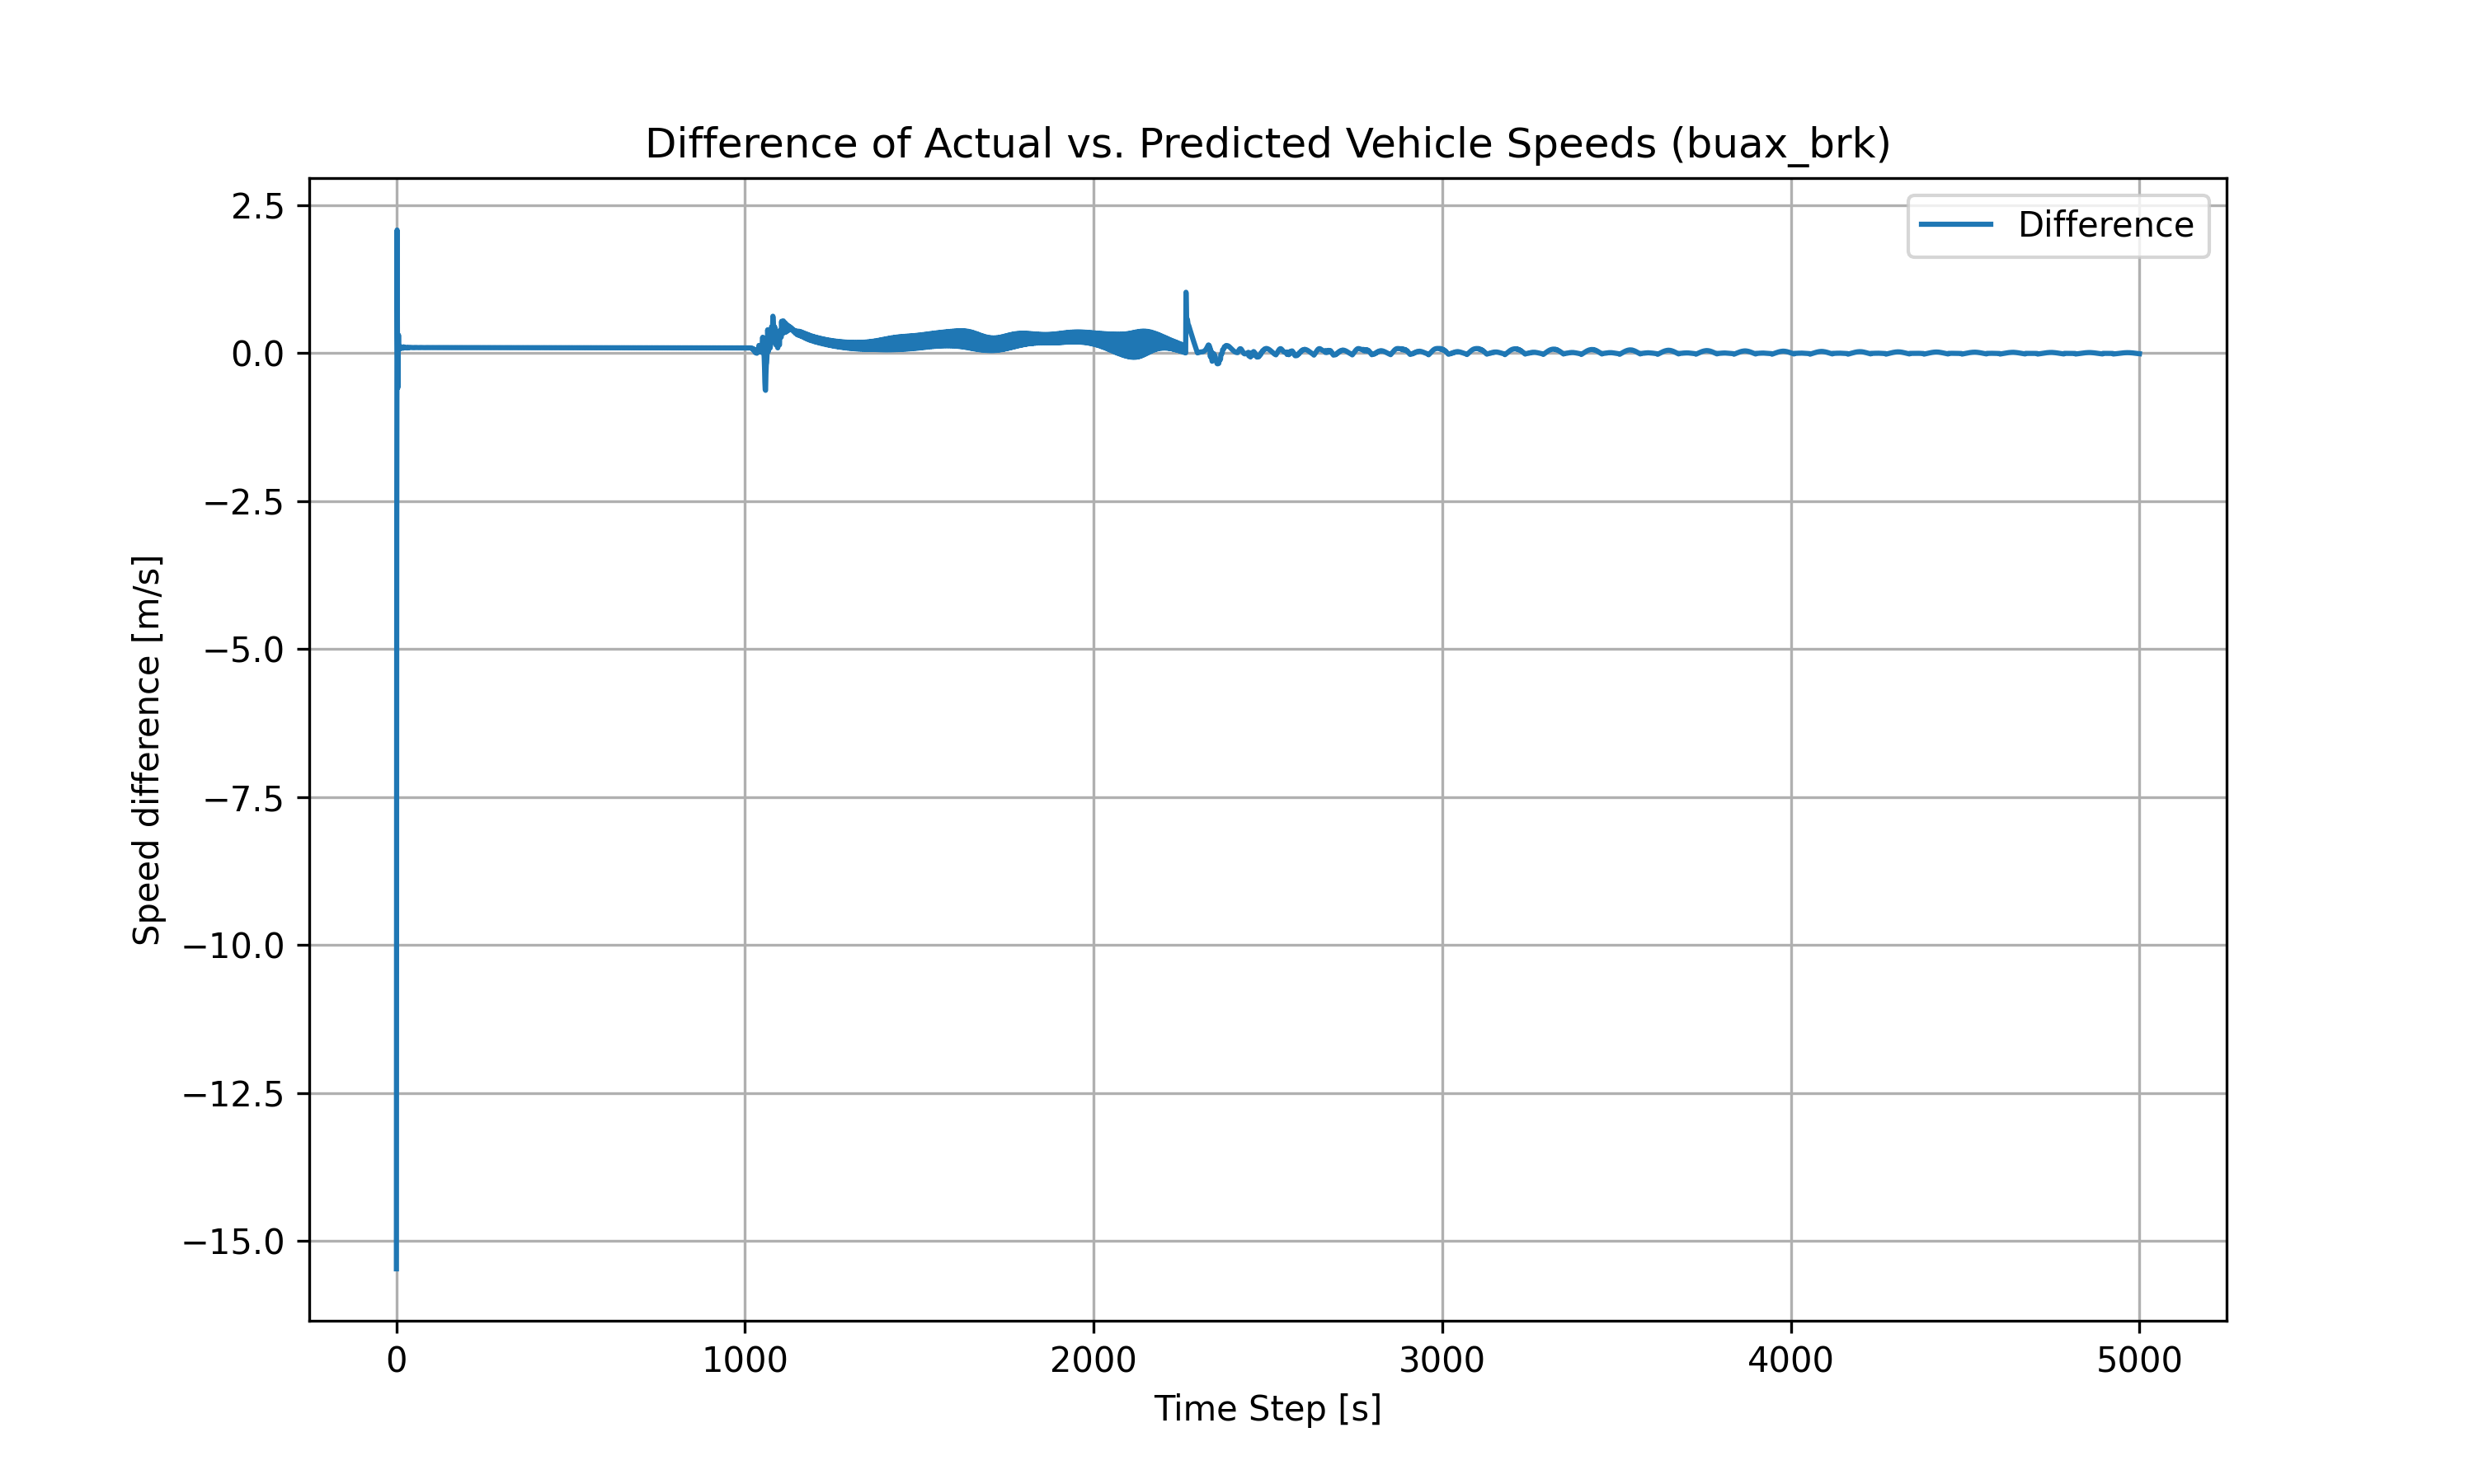 Difference of Actual vs. Predicted Vehicle Speeds (buax_brk)
Difference
2.5
0.0
−2.5
−5.0
−7.5
−10.0
−12.5
−15.0
Speed difference [m/s]
0 1000 2000 3000 4000 5000
Time Step [s]